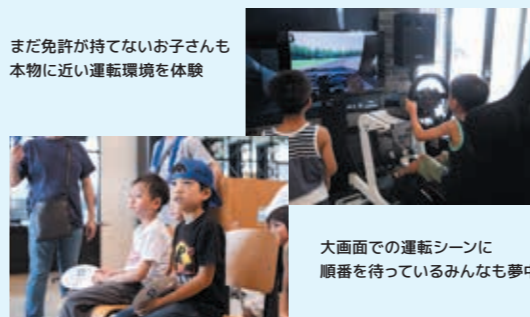 まだ免許が持てないお子さんも
本物に近い運転環境を体験
大画面での運転シーンに
順番を待っているみんなも夢中